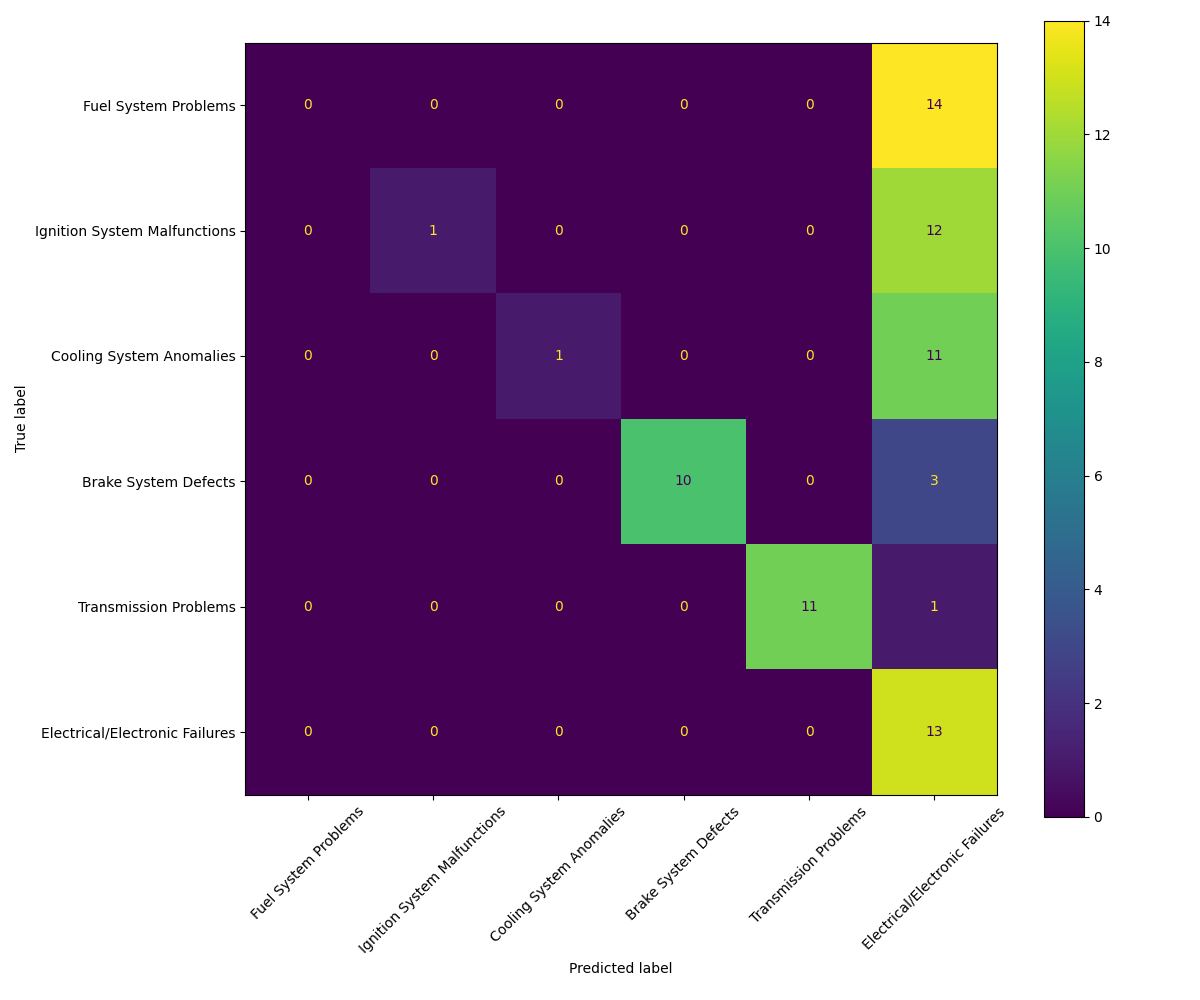 14
Fuel System Problems 0 0 0 0 0 14
12
Ignition System Malfunctions 0 1 0 0 0 12
10
Cooling System Anomalies 0 0 1 0 0 11
8
True label
6
Brake System Defects 0 0 0 10 0 3
4
Transmission Problems 0 0 0 0 11 1
2
Electrical/Electronic Failures 0 0 0 0 0 13
0
Fuel System Problems
Ignition System Malfunctions
Cooling System Anomalies
Brake System Defects
Transmission Problems
Electrical/Electronic Failures
Predicted label